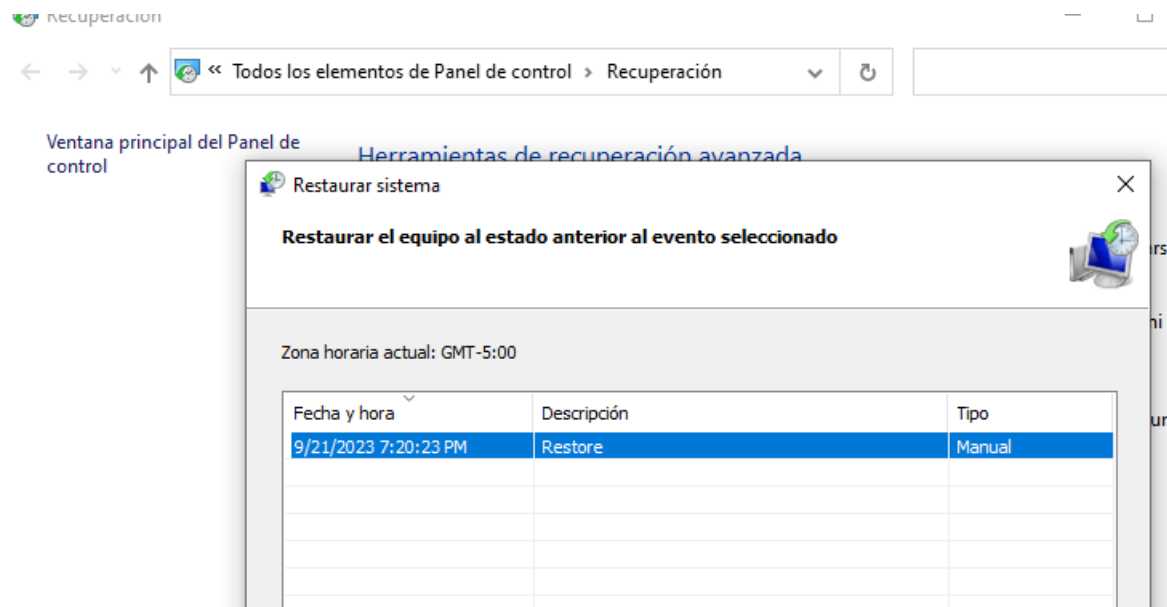 Recuperación
« Todos los elementos de Panel de control > Recuperación
Ventana principal del Panel de
control
Herramientas de recuperación avanzada
Restaurar sistema
Restaurar el equipo al estado anterior al evento seleccionado
Zona horaria actual: GMT-5:00
Fecha y hora Descripción Tipo
9/21/2023 7:20:23 PM Restore Manual